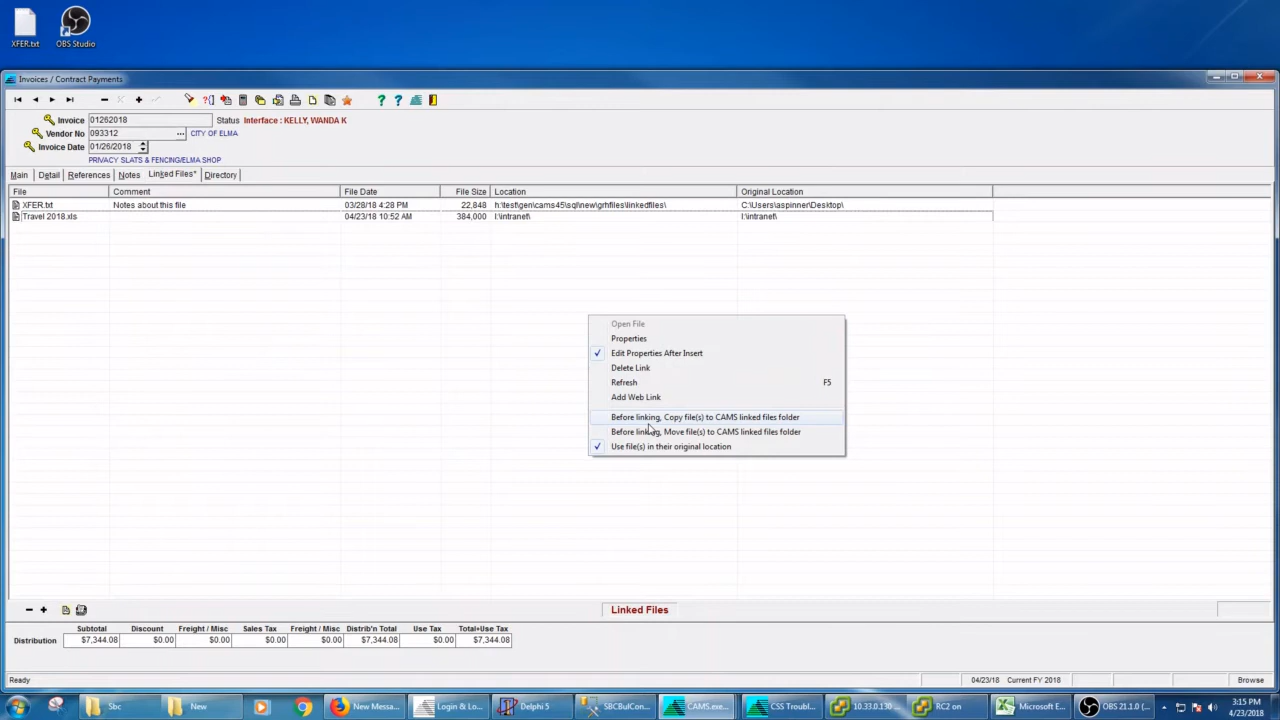 XFER.txt
OBS Studio
Invoices / Contract Payments
Invoice 01262018 Status Interface : KELLY, WANDA K
Vendor No 093312 ... CITY OF ELMA
Invoice Date 01/26/2018
PRIVACY SLATS & FENCING/ELMA SHOP
Main Detail References Notes Linked Files* Directory
File Comment File Date File Size Location Original Location
XFER.txt Notes about this file 03/28/18 4:28 PM 22,848 h:\test\gen\cams45\sql\new\grhfiles\linkedfiles\ C:\Users\aspinner\Desktop\
Travel 2018.xls 04/23/18 10:52 AM 384,000 I:\intranet\ I:\intranet\
Open File
Properties
Edit Properties After Insert
Delete Link
Refresh F5
Add Web Link
Before linking, Copy file(s) to CAMS linked files folder
Before linking, Move file(s) to CAMS linked files folder
Use file(s) in their original location
Linked Files
Subtotal Discount Freight / Misc Sales Tax Freight / Misc Distrib'n Total Use Tax Total+Use Tax
Distribution $7,344.08 $0.00 $0.00 $0.00 $0.00 $7,344.08 $0.00 $7,344.08
Ready 04/23/18 Current FY 2018 Browse
Sbc New New Messa... Login & Lo... Delphi 5 SBCBulCon... CAMS.exe... CSS Troubl... 10.33.0.130 ... RC2 on Microsoft E... OBS 21.1.0 (... 3:15 PM
4/23/2018